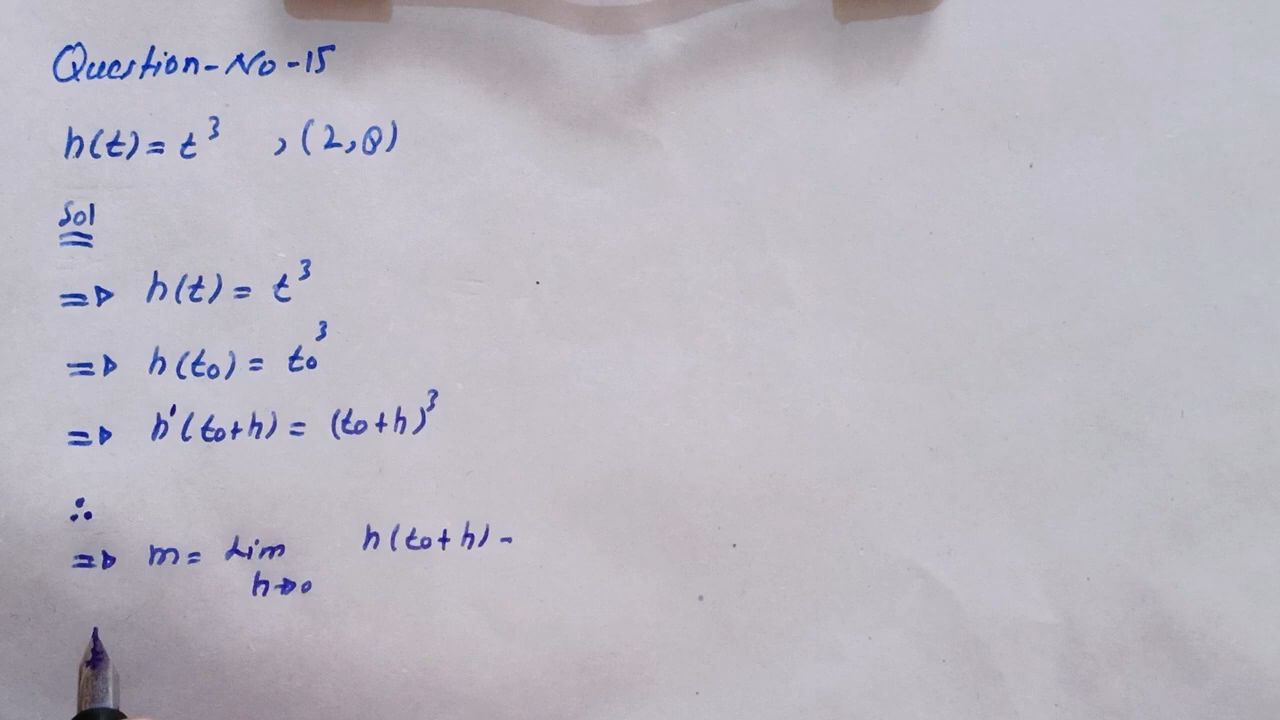 Question-No-15
h(t) = t³ , (2,8)
Sol
=> h(t) = t³
=> h(t₀) = t₀³
=> h'(t₀+h) = (t₀+h)³
∴
=> m = Lim h(t₀+h) -
h→0